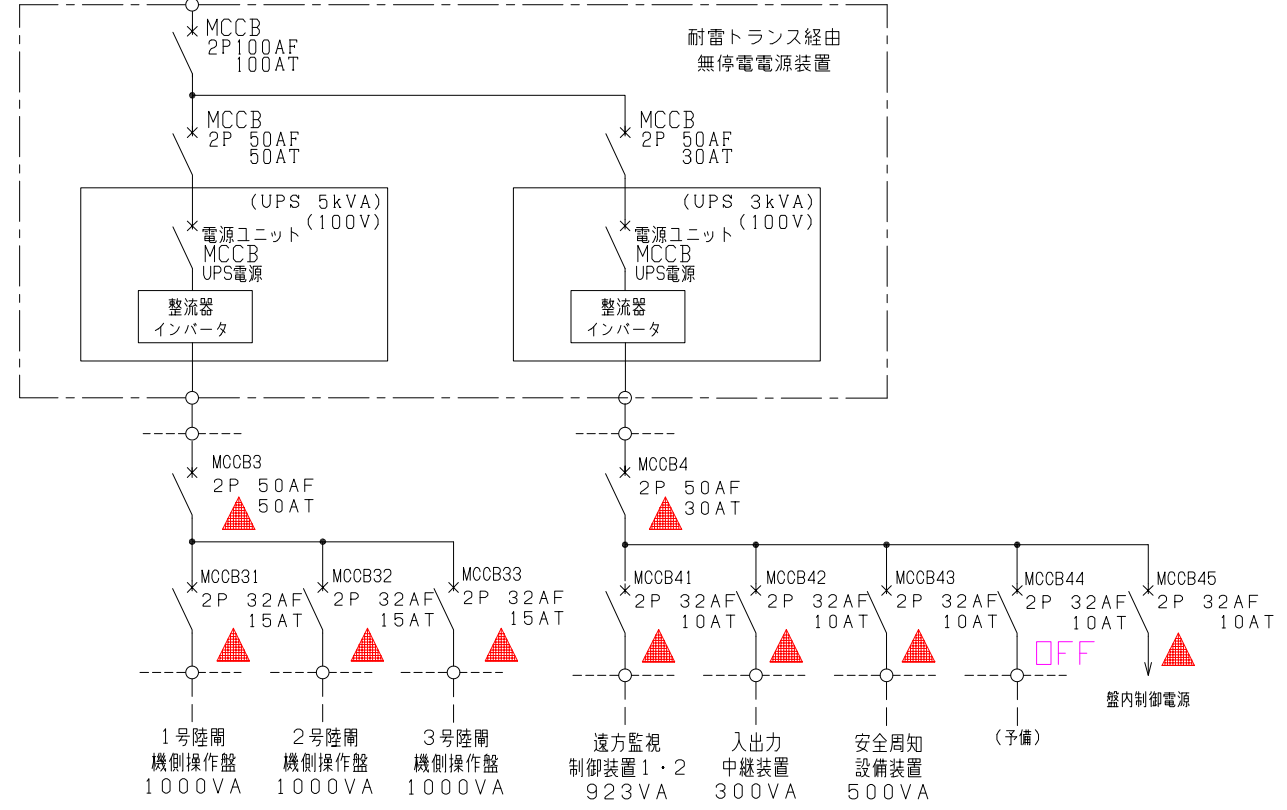 MCCB
2P100AF
100AT
耐雷トランス経由
無停電電源装置
MCCB
2P 50AF
50AT
MCCB
2P 50AF
30AT
(UPS 5kVA)
(100V)
電源ユニット
MCCB
UPS電源
整流器
インバータ
(UPS 3kVA)
(100V)
電源ユニット
MCCB
UPS電源
整流器
インバータ
MCCB3
2P 50AF
50AT
MCCB4
2P 50AF
30AT
MCCB31
2P 32AF
15AT
MCCB32
2P 32AF
15AT
MCCB33
2P 32AF
15AT
MCCB41
2P 32AF
10AT
MCCB42
2P 32AF
10AT
MCCB43
2P 32AF
10AT
MCCB44
2P 32AF
10AT
OFF
MCCB45
2P 32AF
10AT
盤内制御電源
1号陸閘
機側操作盤
1000VA
2号陸閘
機側操作盤
1000VA
3号陸閘
機側操作盤
1000VA
遠方監視
制御装置1・2
923VA
入出力
中継装置
300VA
安全周知
設備装置
500VA
(予備)